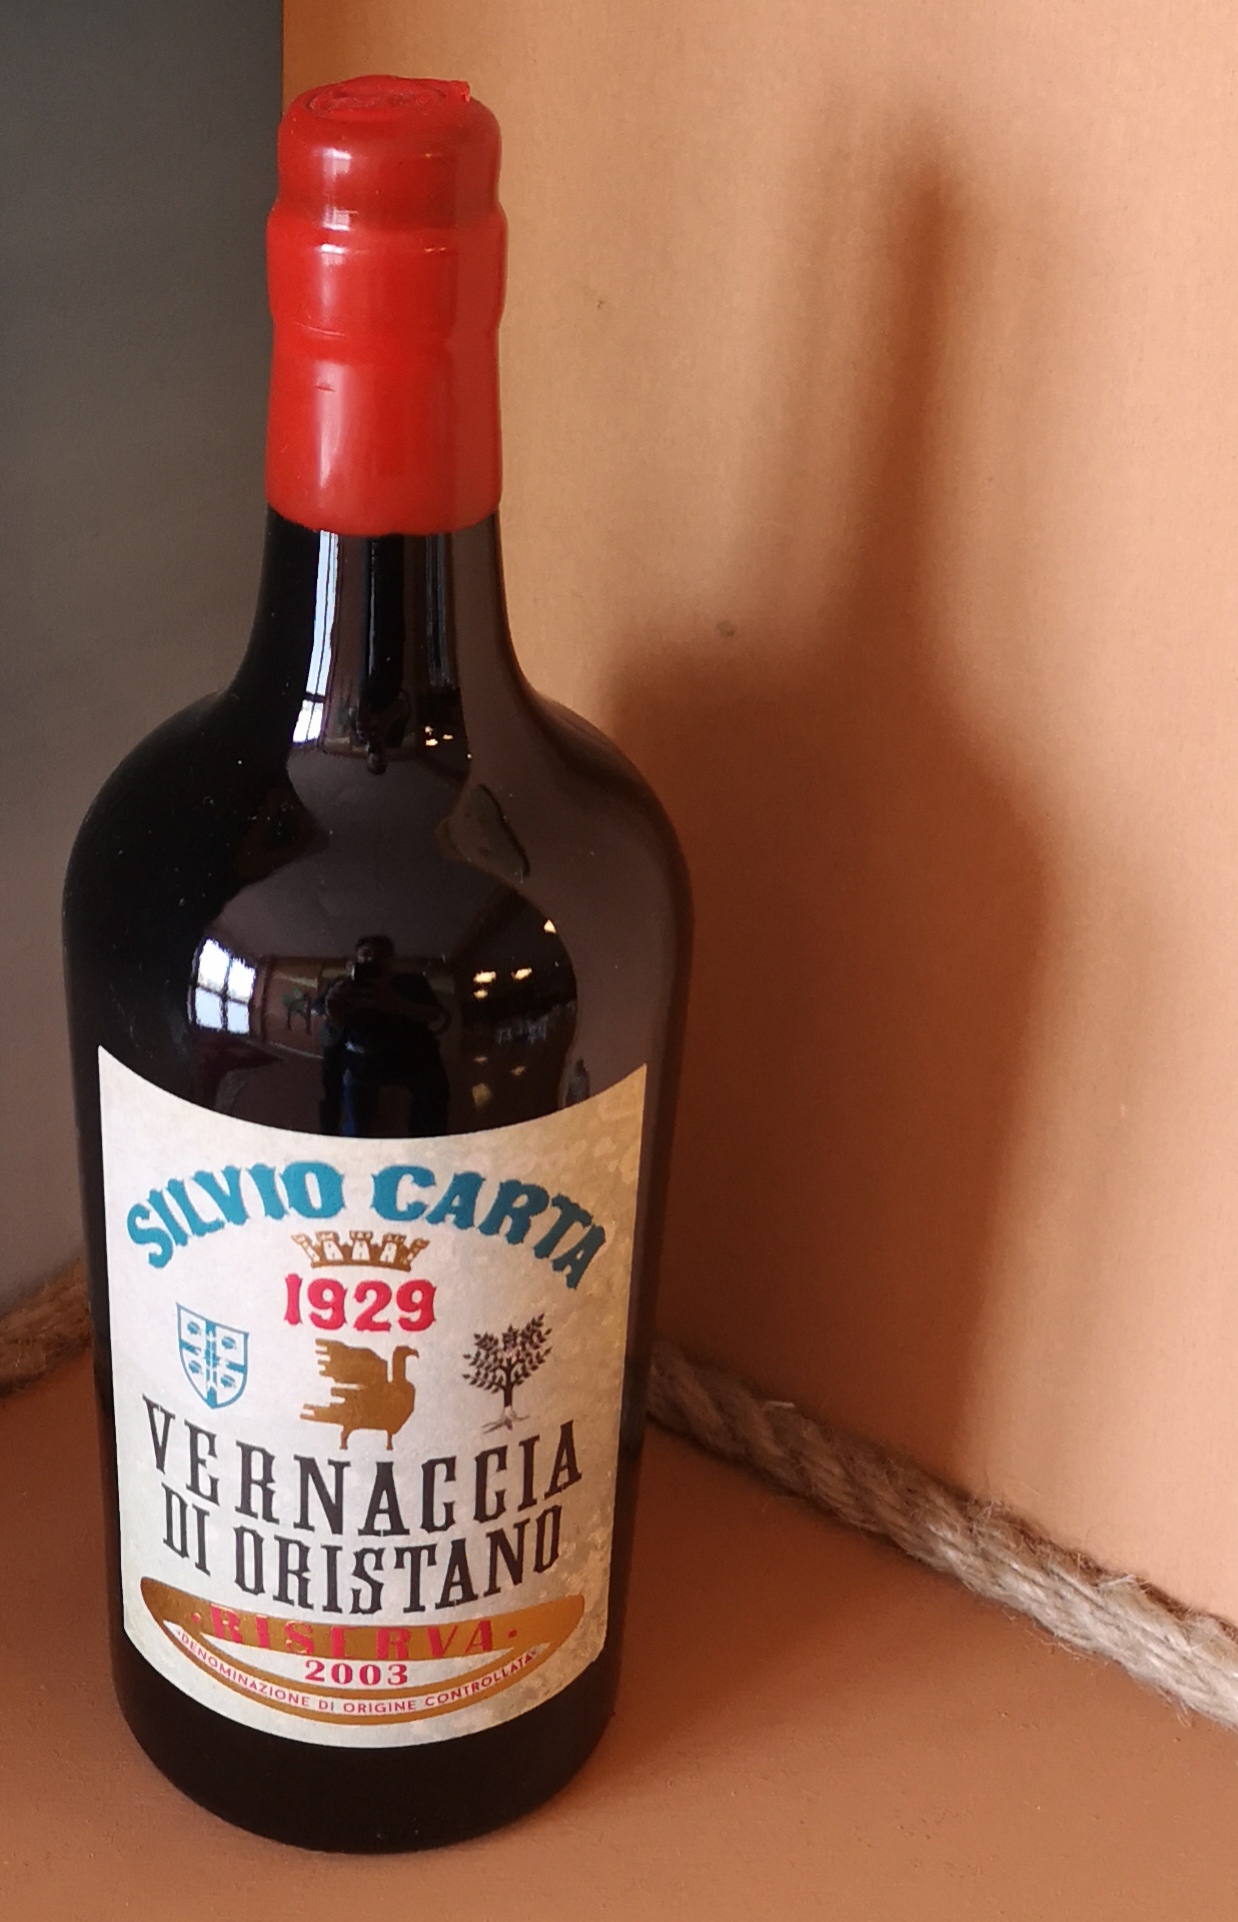 SILVIO CARTA
1929
VERNACCIA
DI ORISTANO
·RISERVA·
2003
·DENOMINAZIONE DI ORIGINE CONTROLLATA·